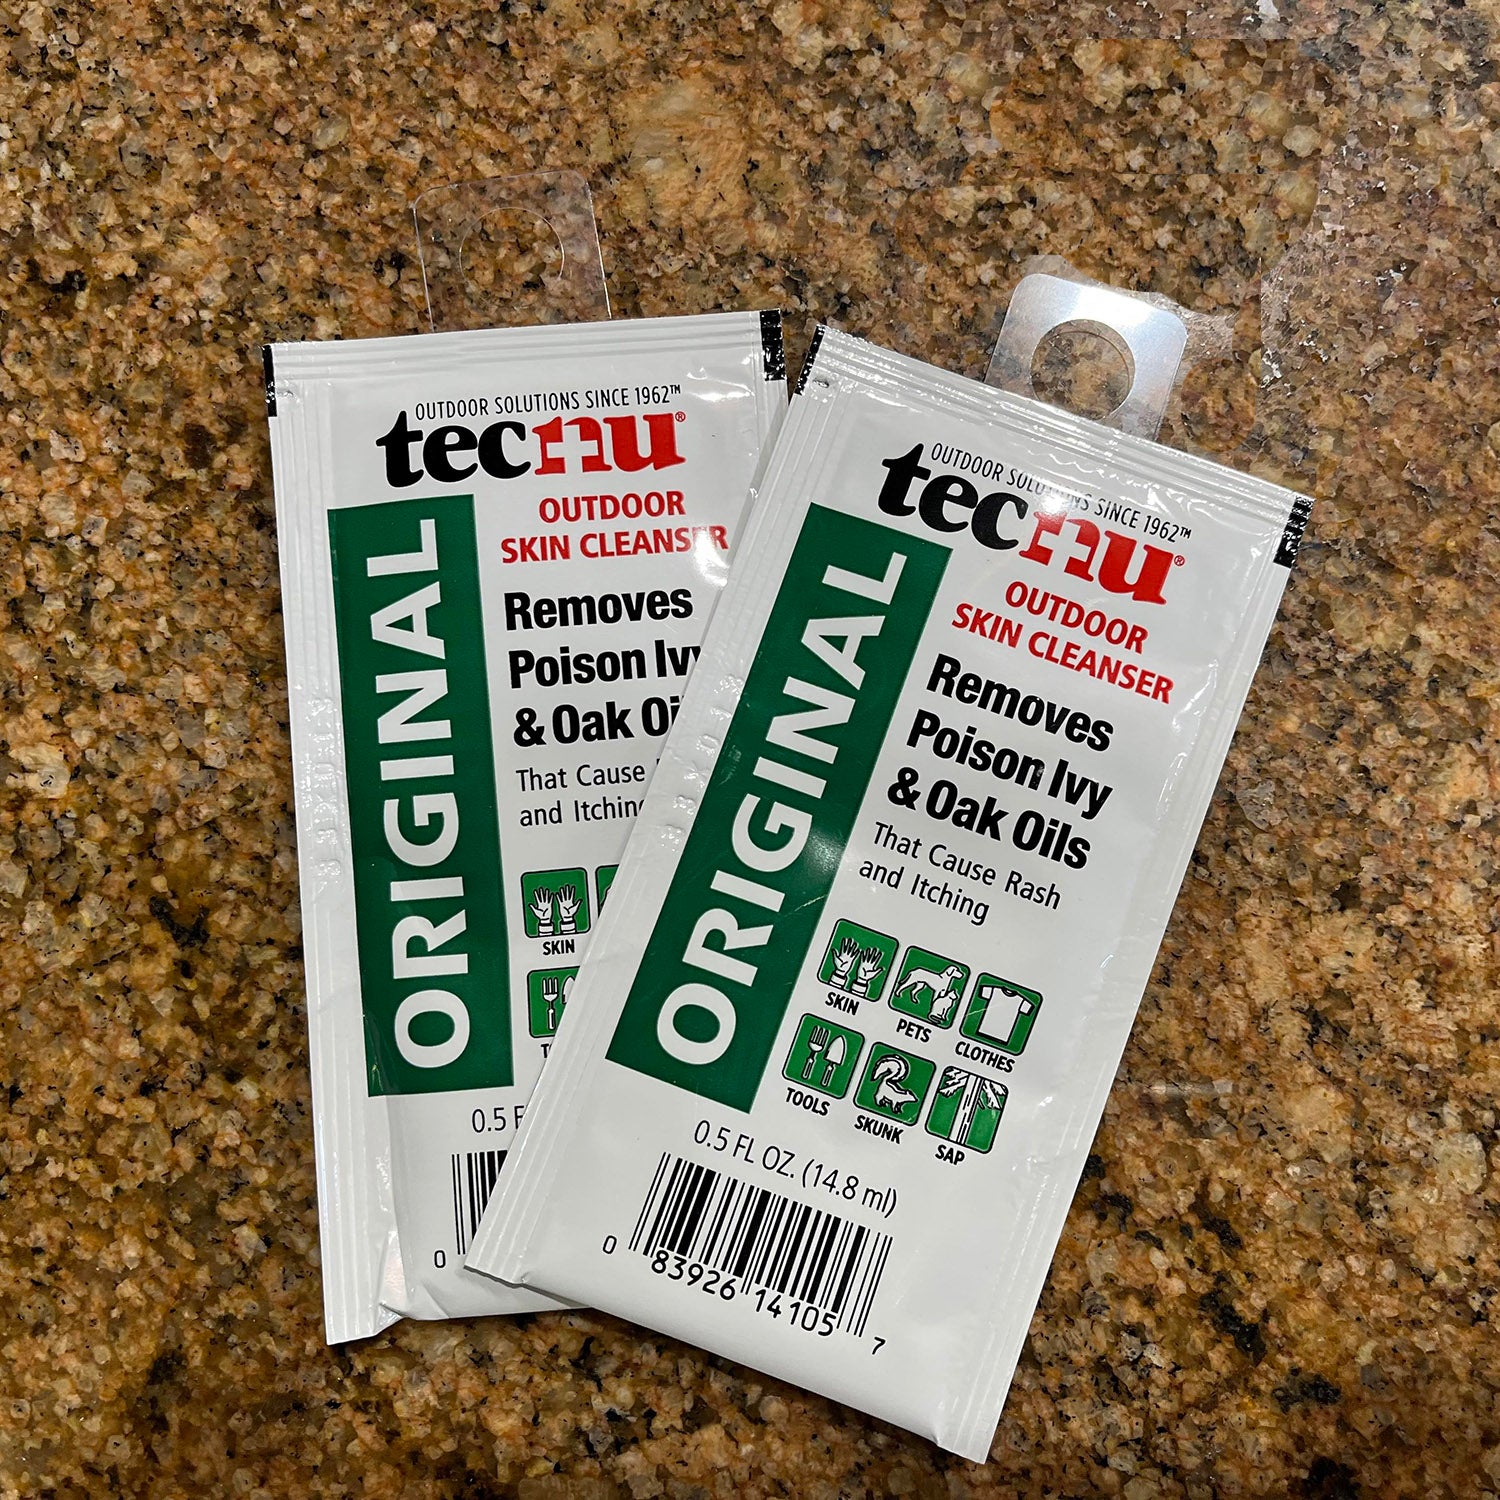 OUTDOOR SOLUTIONS SINCE 1962™
tecnu®
OUTDOOR
SKIN CLEANSER
ORIGINAL
Removes
Poison Ivy
& Oak Oi
That Cause
and Itching
SKIN
0.5 F
0
OUTDOOR SOLUTIONS SINCE 1962™
tecnu®
OUTDOOR
SKIN CLEANSER
ORIGINAL
Removes
Poison Ivy
& Oak Oils
That Cause Rash
and Itching
SKIN PETS CLOTHES
TOOLS SKUNK SAP
0.5 FL OZ. (14.8 ml)
0 83926 14105 7